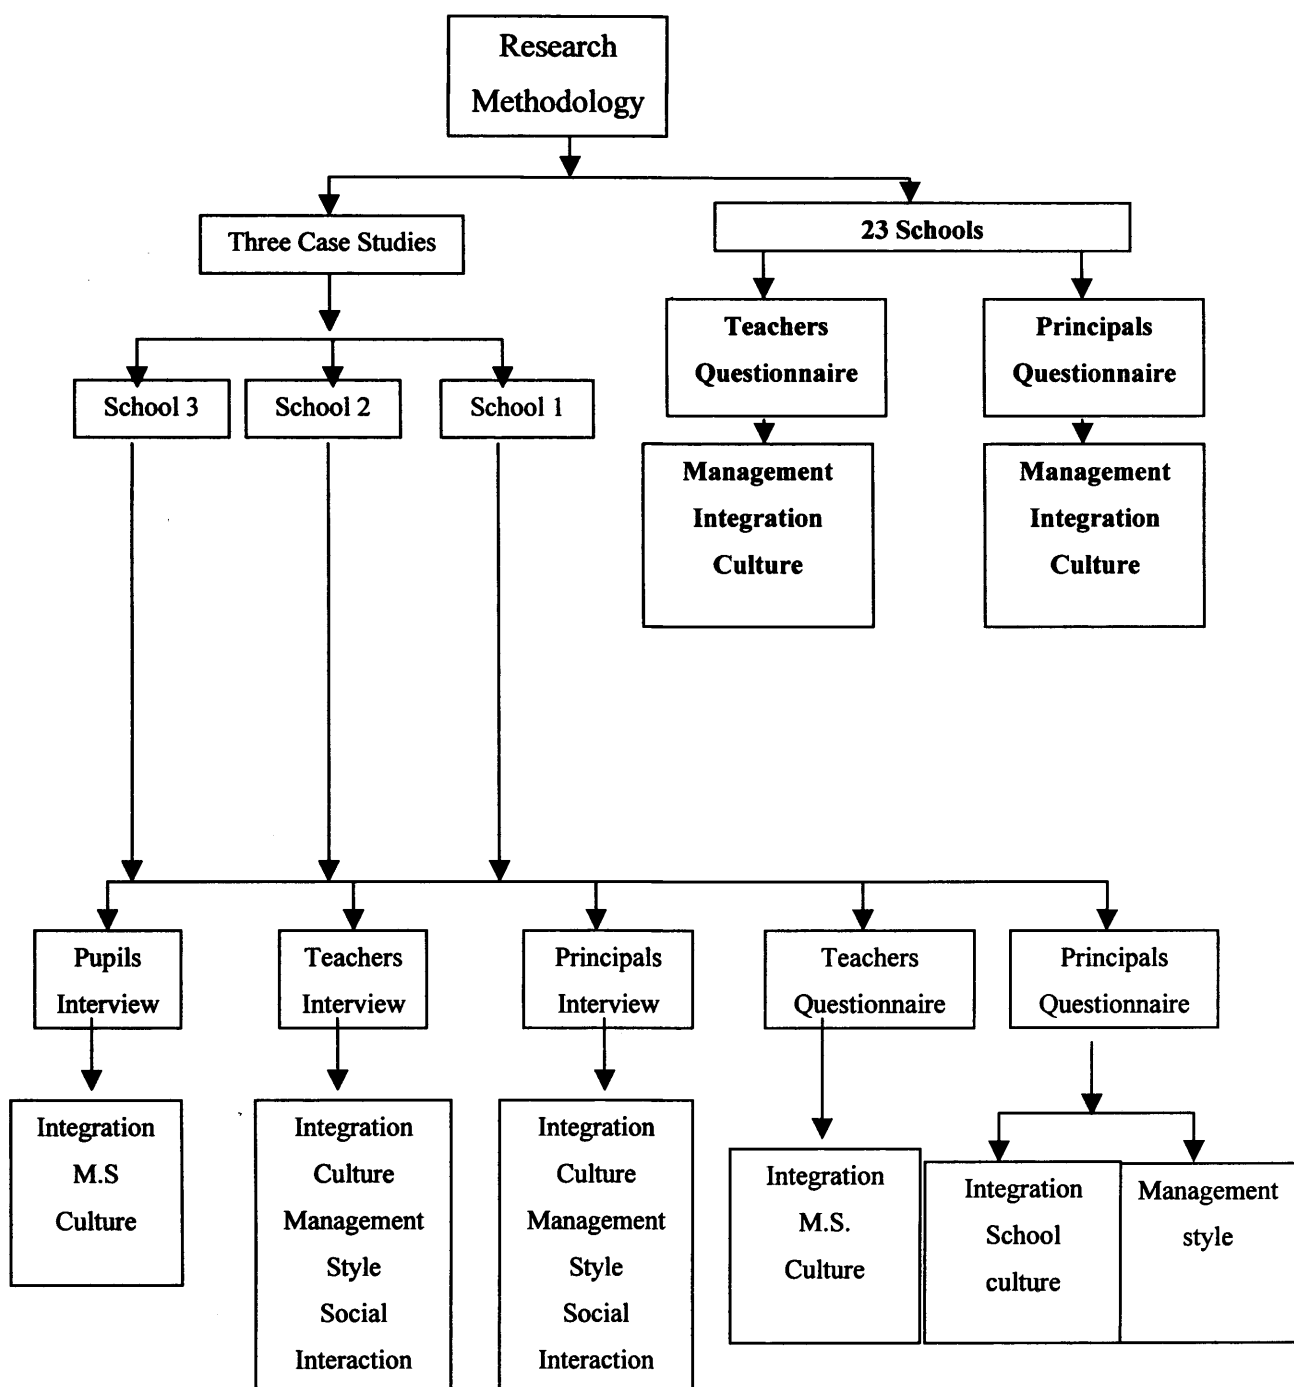 Research
Methodology
Three Case Studies
23 Schools
Teachers
Questionnaire
Principals
Questionnaire
School 3
School 2
School 1
Management
Integration
Culture
Management
Integration
Culture
Pupils
Interview
Teachers
Interview
Principals
Interview
Teachers
Questionnaire
Principals
Questionnaire
Integration
M.S
Culture
Integration
Culture
Management
Style
Social
Interaction
Integration
Culture
Management
Style
Social
Interaction
Integration
M.S.
Culture
Integration
School
culture
Management
style